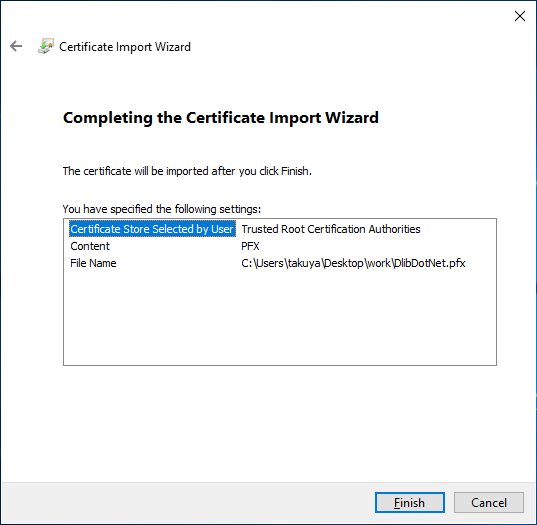 Certificate Import Wizard
Completing the Certificate Import Wizard
The certificate will be imported after you click Finish.
You have specified the following settings:
Certificate Store Selected by User Trusted Root Certification Authorities
Content PFX
File Name C:\Users\takuya\Desktop\work\DlibDotNet.pfx
Finish Cancel